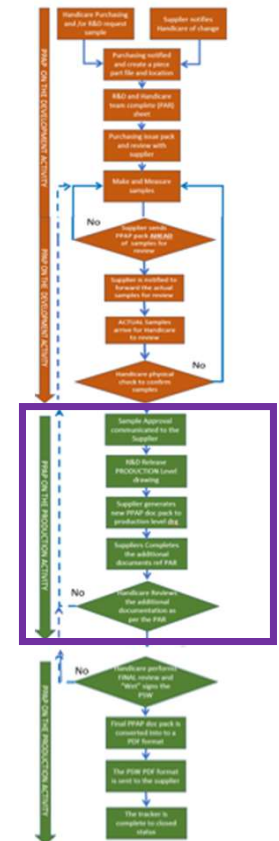 Handicare Purchasing
and /or R&D request
sample
Supplier notifies
Handicare of change
Purchasing notified
and create a piece
part file and location
R&D and Handicare
team complete (PAR)
sheet
Purchasing issue pack
and review with
supplier
Make and Measure
samples
No
Supplier sends
PPAP pack AHEAD
of samples for
review
Supplier is notified to
forward the actual
samples for review
ACTUAL Samples
arrive for Handicare
to review
No
Handicare physical
check to confirm
samples
PPAP ON THE DEVELOPMENT ACTIVITY
PPAP ON THE DEVELOPMENT ACTIVITY
Sample Approval
communicated to the
Supplier
R&D Release
PRODUCTION Level
drawing
Supplier generates
new PPAP doc pack to
production level
Suppliers Completes
the additional
documents ref PAR
No
Handicare Reviews
the additional
documentation as
per the PAR
PPAP ON THE PRODUCTION ACTIVITY
No
Handicare performs
FINAL review and
"Wet" signs the
PSW
Final PPAP doc pack is
converted into to a
PDF format
The PSW PDF format
is sent to the supplier
The tracker is
complete to closed
status
PPAP ON THE PRODUCTION ACTIVITY